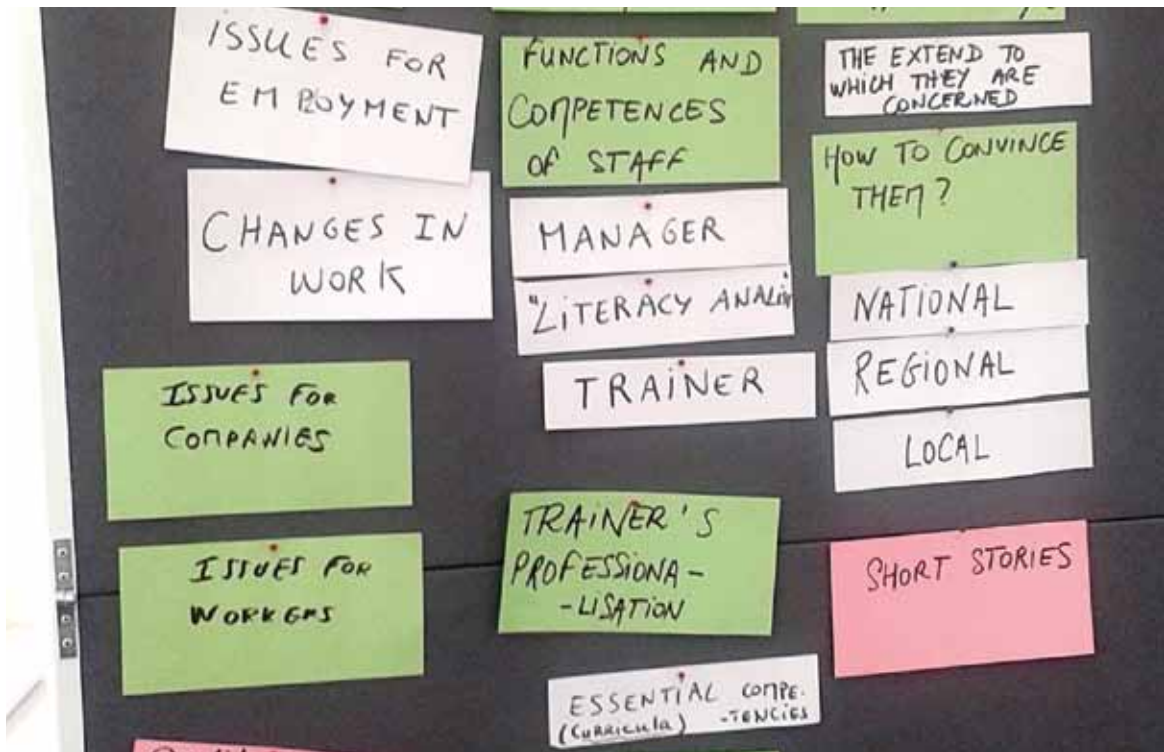 ISSUES FOR
EMPLOYMENT
CHANGES IN
WORK
ISSUES FOR
COMPANIES
ISSUES FOR
WORKERS
FUNCTIONS AND
COMPETENCES
OF STAFF
MANAGER
"LITERACY
TRAINER
TRAINER'S
PROFESSIONA-
-LISATION
ESSENTIAL COMPE-
(CURRICULA) -TENCIES
THE EXTEND TO
WHICH THEY ARE
CONCERNED
HOW TO CONVINCE
THEM?
NATIONAL
REGIONAL
LOCAL
SHORT STORIES